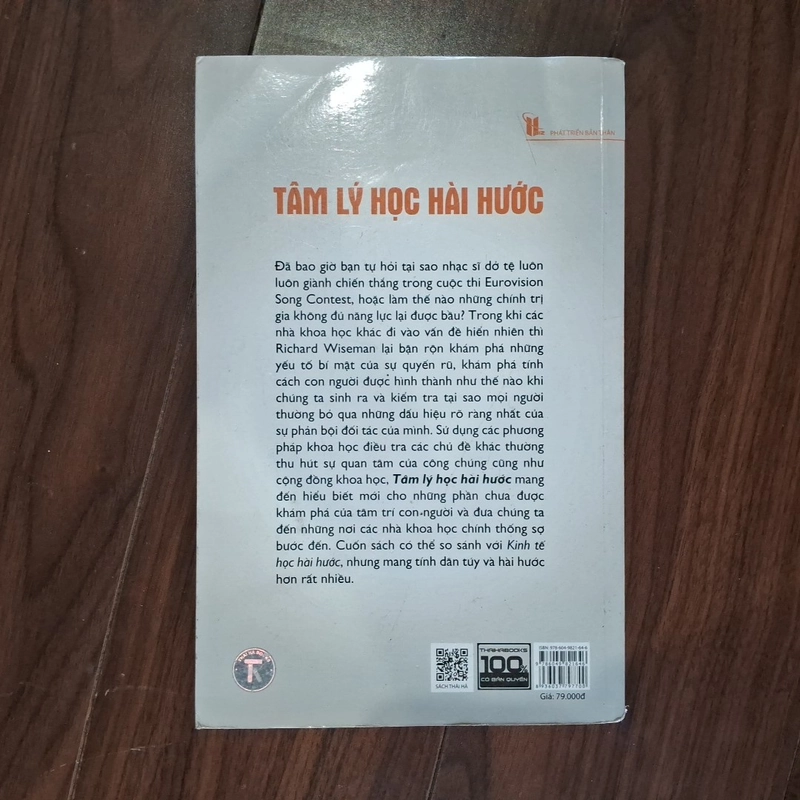 PHÁT TRIỂN BẢN THÂN
TÂM LÝ HỌC HÀI HƯỚC
Đã bao giờ bạn tự hỏi tại sao nhạc sĩ dở tệ luôn
luôn giành chiến thắng trong cuộc thi Eurovision
Song Contest, hoặc làm thế nào những chính trị
gia không đủ năng lực lại được bầu? Trong khi các
nhà khoa học khác đi vào vấn đề hiển nhiên thì
Richard Wiseman lại bận rộn khám phá những
yếu tố bí mật của sự quyến rũ, khám phá tính
cách con người được hình thành như thế nào khi
chúng ta sinh ra và kiểm tra tại sao mọi người
thường bỏ qua những dấu hiệu rõ ràng nhất của
sự phản bội đối tác của mình. Sử dụng các phương
pháp khoa học điều tra các chủ đề khác thường
thu hút sự quan tâm của công chúng cũng như
cộng đồng khoa học, Tâm lý học hài hước mang
đến hiểu biết mới cho những phần chưa được
khám phá của tâm trí con người và đưa chúng ta
đến những nơi các nhà khoa học chính thống sợ
bước đến. Cuốn sách có thể so sánh với Kinh tế
học hài hước, nhưng mang tính dân túy và hài hước
hơn rất nhiều.
SÁCH THÁI HÀ
THAIHABOOKS
100%
CÓ BẢN QUYỀN
Giá: 79.000đ